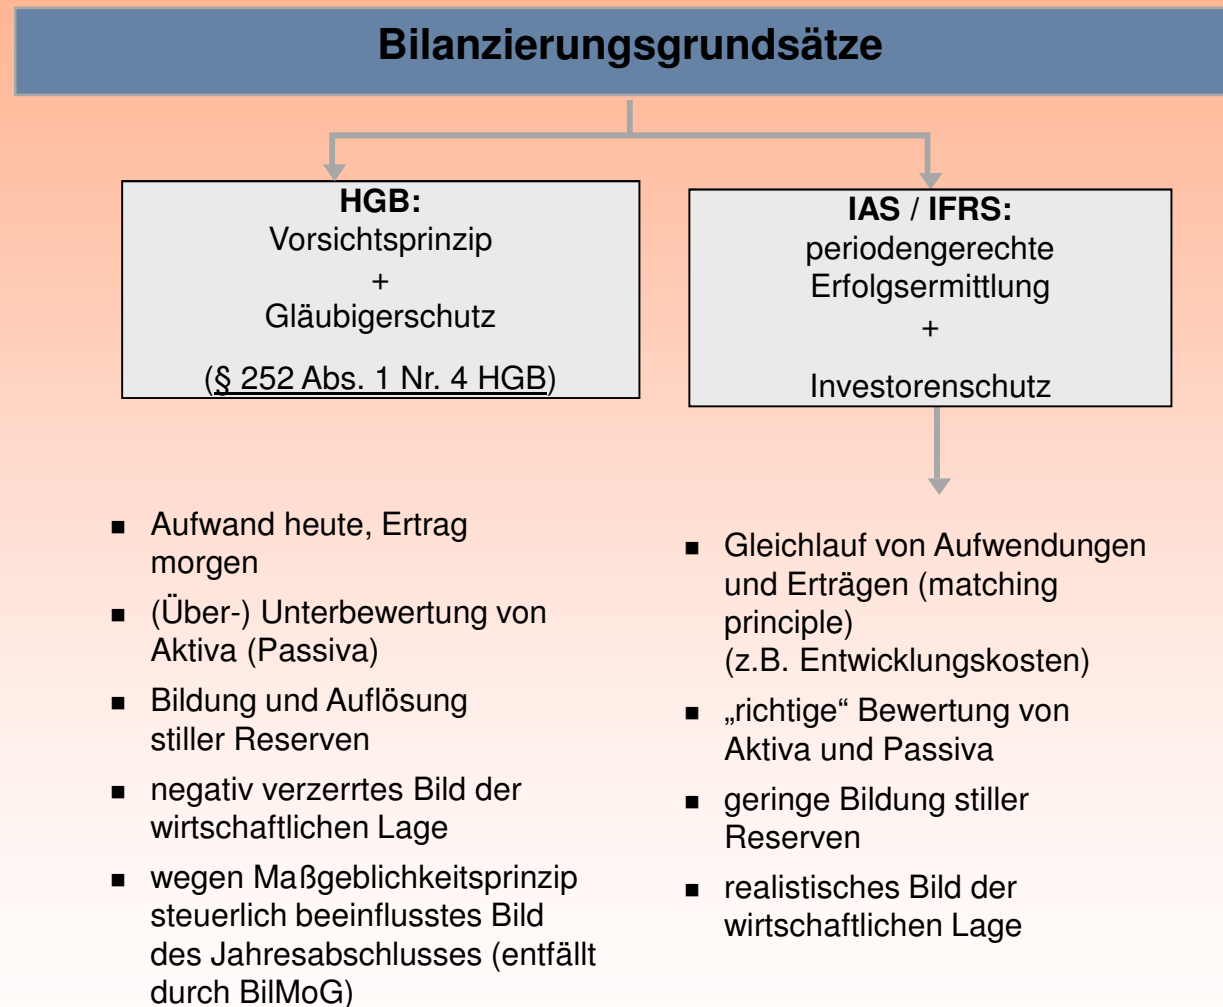 Bilanzierungsgrundsätze
HGB:
Vorsichtsprinzip
+
Gläubigerschutz
(§ 252 Abs. 1 Nr. 4 HGB)
IAS / IFRS:
periodengerechte
Erfolgsermittlung
+
Investorenschutz
■ Aufwand heute, Ertrag
morgen
■ (Über-) Unterbewertung von
Aktiva (Passiva)
■ Bildung und Auflösung
stiller Reserven
■ negativ verzerrtes Bild der
wirtschaftlichen Lage
■ wegen Maßgeblichkeitsprinzip
steuerlich beeinflusstes Bild
des Jahresabschlusses (entfällt
durch BilMoG)
■ Gleichlauf von Aufwendungen
und Erträgen (matching
principle)
(z.B. Entwicklungskosten)
■ „richtige“ Bewertung von
Aktiva und Passiva
■ geringe Bildung stiller
Reserven
■ realistisches Bild der
wirtschaftlichen Lage